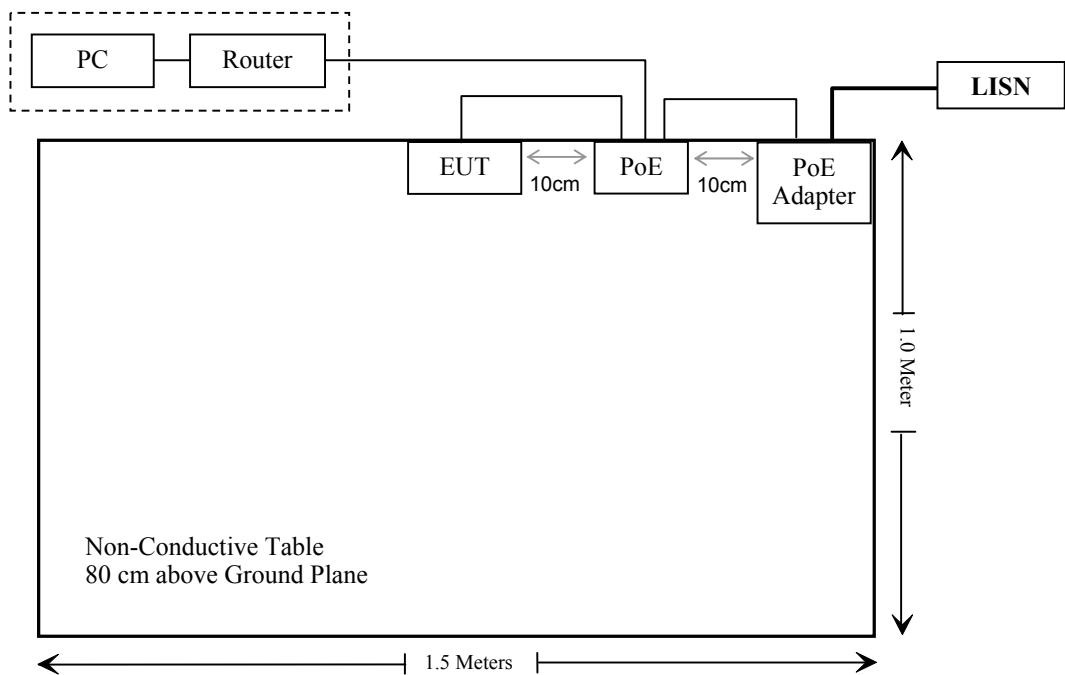 PC
Router
LISN
EUT
10cm
PoE
10cm
PoE
Adapter
1.0 Meter
Non-Conductive Table
80 cm above Ground Plane
1.5 Meters